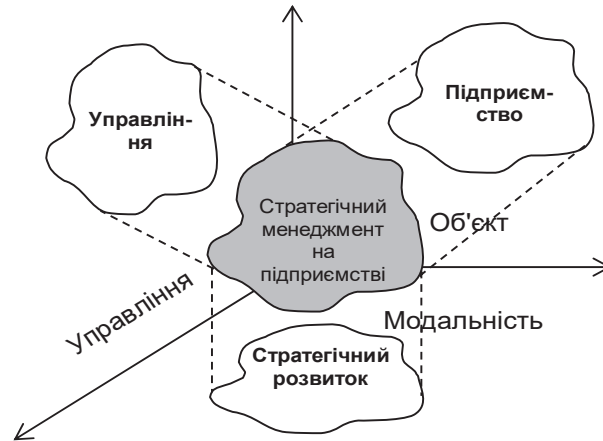 Управлін-
ня
Підприєм-
ство
Стратегічний
менеджмент
на
підприємстві
Об'єкт
Управління
Модальність
Стратегічний
розвиток